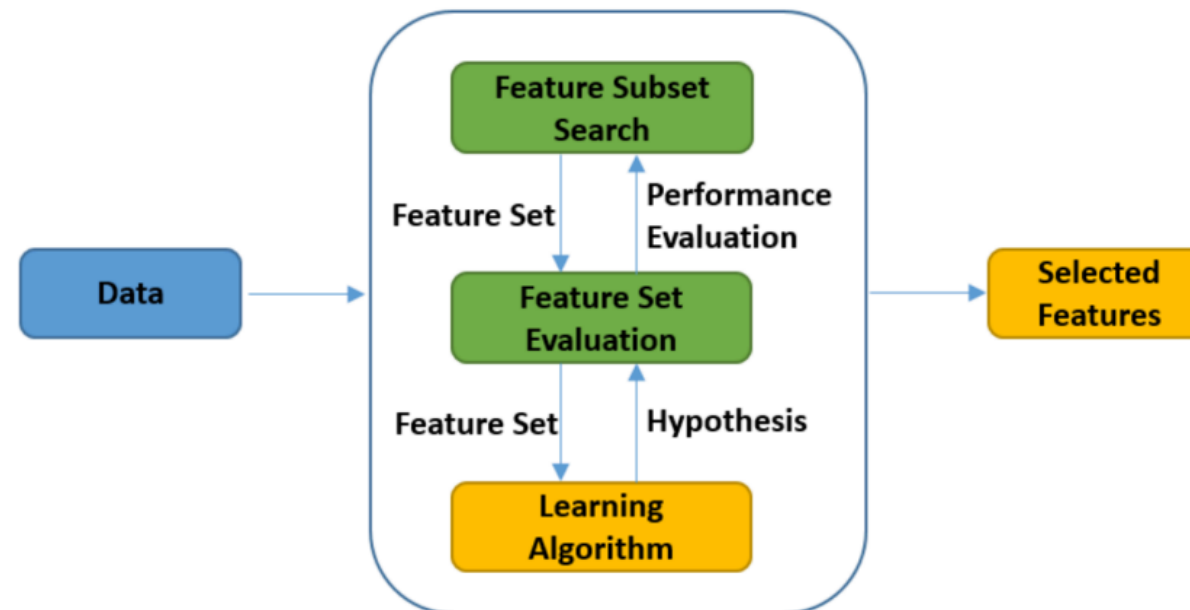 Feature Subset
Search
Feature Set
Performance
Evaluation
Data
Feature Set
Evaluation
Selected
Features
Feature Set
Hypothesis
Learning
Algorithm